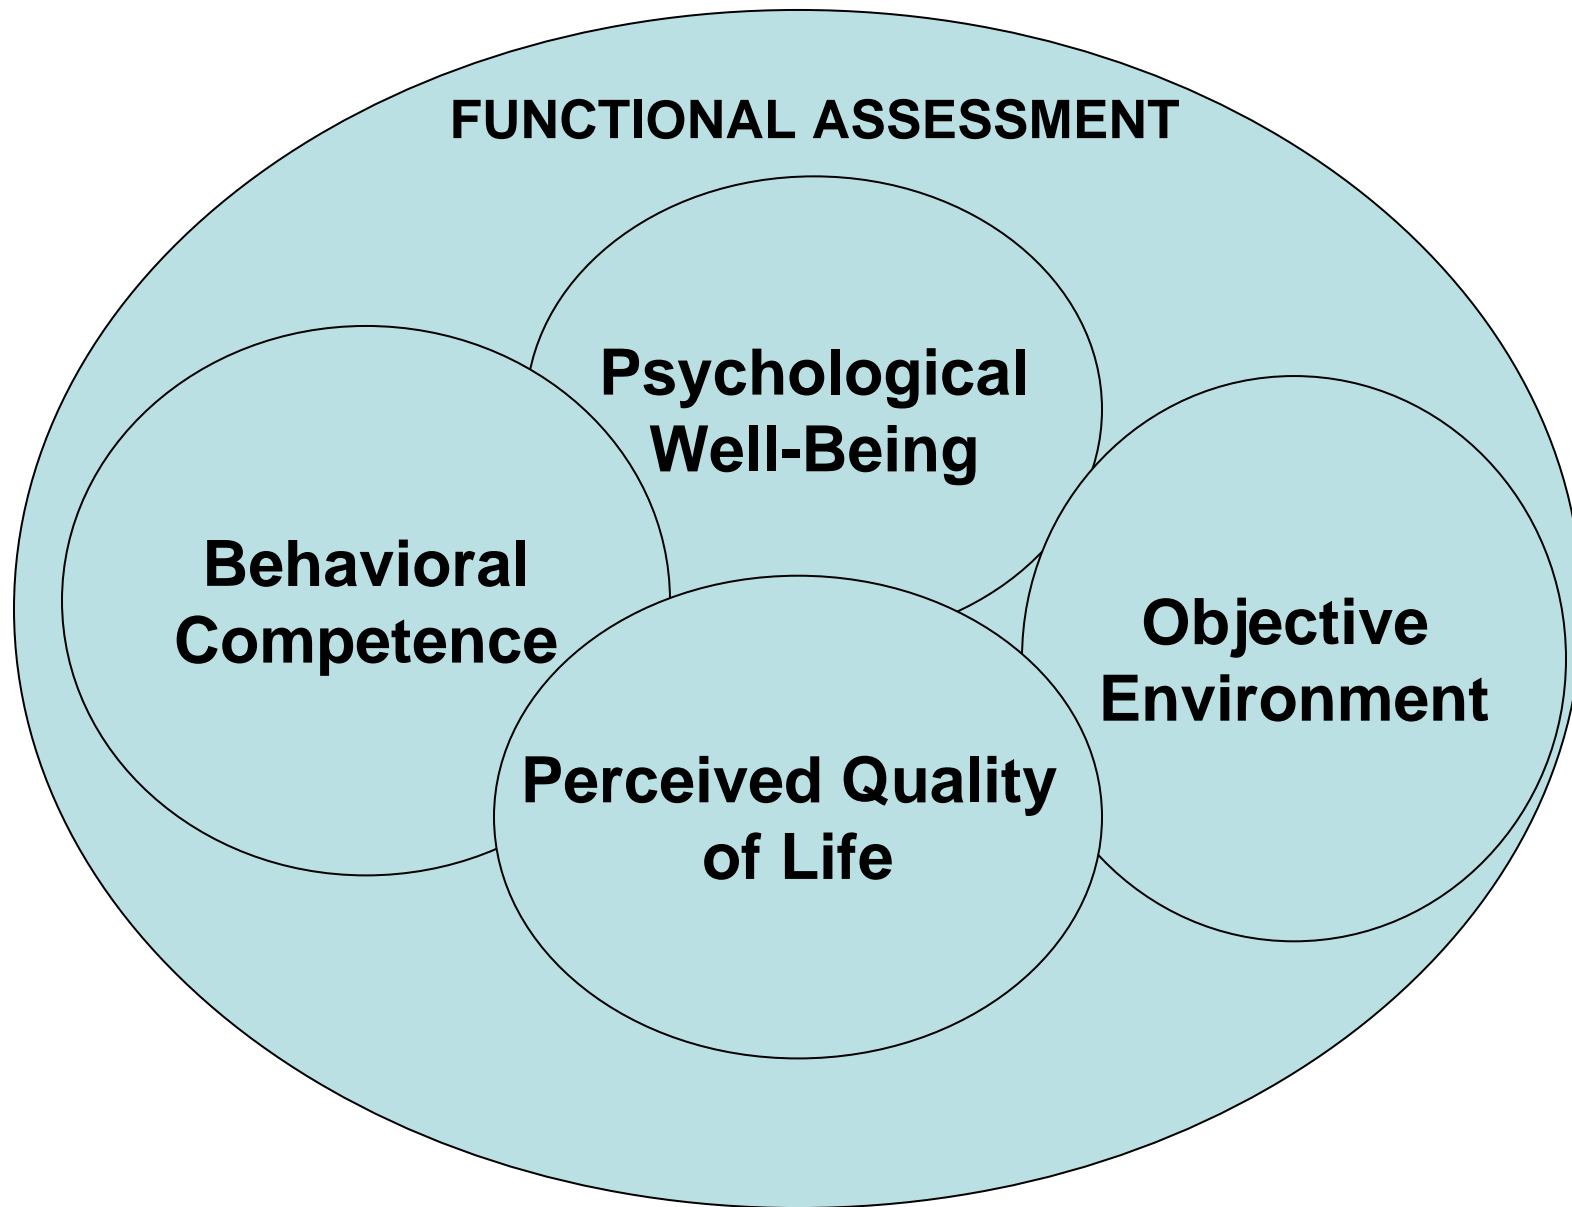 FUNCTIONAL ASSESSMENT
Psychological
Well-Being
Behavioral
Competence
Objective
Environment
Perceived Quality
of Life